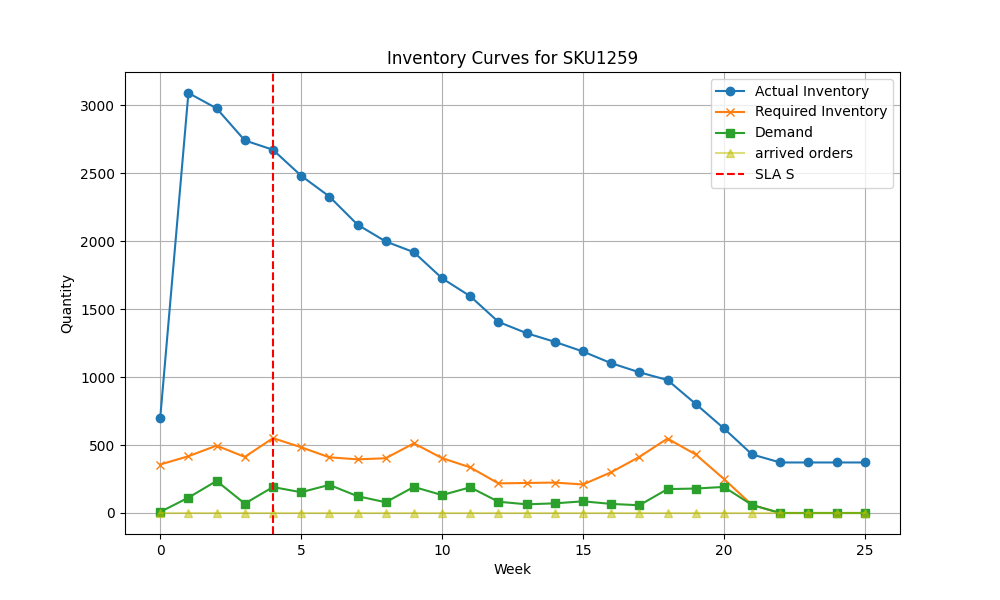 Inventory Curves for SKU1259
Actual Inventory
Required Inventory
Demand
arrived orders
SLA S
Quantity
3000
2500
2000
1500
1000
500
0
0 5 10 15 20 25
Week